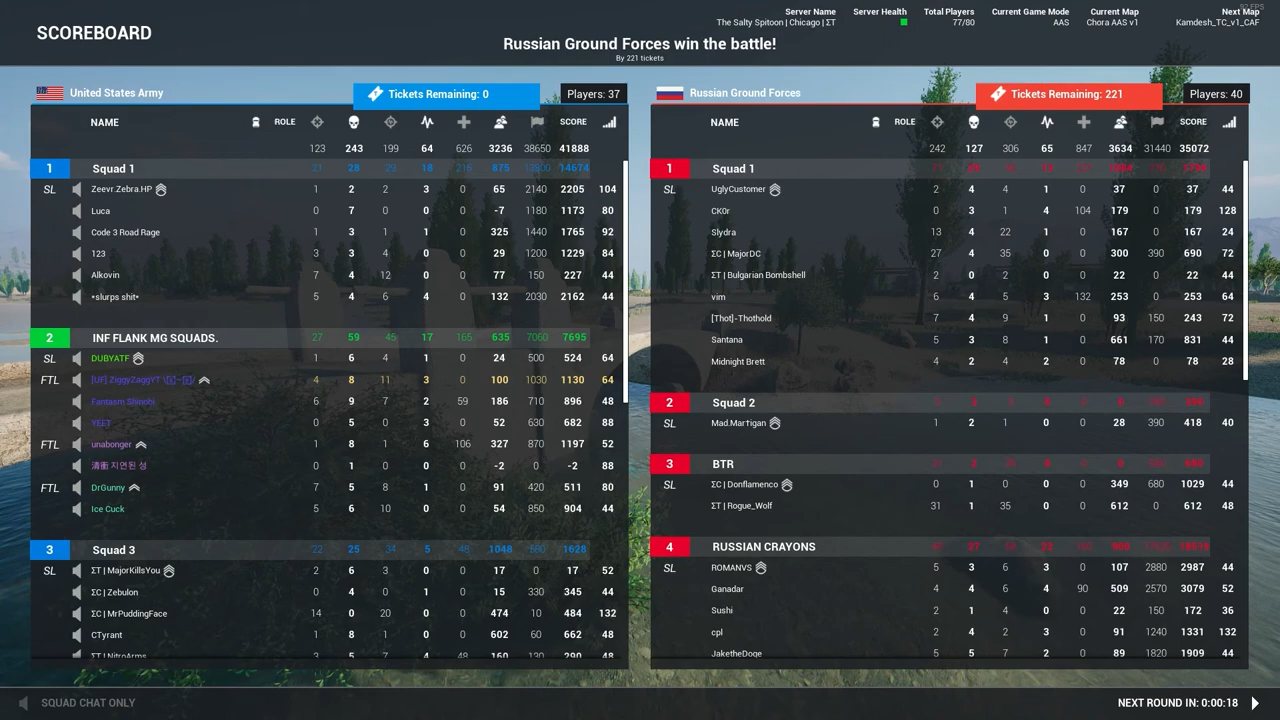 92 FPS
SCOREBOARD
Server Name Server Health Total Players Current Game Mode Current Map Next Map
The Salty Spitoon | Chicago | ΣT 77/80 AAS Chora AAS v1 Kamdesh_TC_v1_CAF
Russian Ground Forces win the battle!
By 221 tickets
United States Army Tickets Remaining: 0 Players: 37
NAME ROLE SCORE
123 243 199 64 626 3236 38650 41888
1 Squad 1 21 28 29 18 216 875 14674
SL Zeevr.Zebra.HP 1 2 2 3 0 65 2140 2205 104
Luca 0 7 0 0 0 -7 1180 1173 80
Code 3 Road Rage 1 3 1 1 0 325 1440 1765 92
123 3 3 4 0 0 29 1200 1229 84
Alkovin 7 4 12 0 0 77 150 227 44
*slurps shit* 5 4 6 4 0 132 2030 2162 44
2 INF FLANK MG SQUADS. 27 59 45 17 165 635 7060 7695
SL DUBYATF 1 6 4 1 0 24 500 524 64
FTL 4 8 11 3 0 100 1030 1130 64
Fantasm Shinobi 6 9 7 2 59 186 710 896 48
YEET 0 5 0 3 0 52 630 682 88
FTL unabonger 1 8 1 6 106 327 870 1197 52
0 1 0 0 0 -2 0 -2 88
FTL DrGunny 7 5 8 1 0 91 420 511 80
Ice Cuck 5 6 10 0 0 54 850 904 44
3 Squad 3 22 25 34 5 48 1048 580 1628
SL ΣT | MajorKillsYou 2 6 3 0 0 17 0 17 52
ΣC | Zebulon 0 4 0 1 0 15 330 345 44
ΣC | MrPuddingFace 14 0 20 0 0 474 10 484 132
CTyrant 1 8 1 0 0 602 60 662 48
ΣT | NitroArms 3 5 7 4 48 160 130 290 48
Russian Ground Forces Tickets Remaining: 221 Players: 40
NAME ROLE SCORE
242 127 306 65 847 3634 31440 35072
1 Squad 1
SL UglyCustomer 2 4 4 1 0 37 0 37 44
CK0r 0 3 1 4 104 179 0 179 128
Slydra 13 4 22 1 0 167 0 167 24
ΣC | MajorDC 27 4 35 0 0 300 390 690 72
ΣT | Bulgarian Bombshell 2 0 2 0 0 22 0 22 44
vim 6 4 5 3 132 253 0 253 64
[Thot]-Thothold 7 4 9 1 0 93 150 243 72
Santana 5 3 8 1 0 661 170 831 44
Midnight Brett 4 2 4 2 0 78 0 78 28
2 Squad 2
SL Mad.Mar†igan 1 2 1 0 0 28 390 418 40
3 BTR
SL ΣC | Donflamenco 0 1 0 0 0 349 680 1029 44
ΣT | Rogue_Wolf 31 1 35 0 0 612 0 612 48
4 RUSSIAN CRAYONS 27 22 900
SL ROMANVS 5 3 6 3 0 107 2880 2987 44
Ganadar 4 4 6 4 90 509 2570 3079 52
Sushi 2 1 4 0 0 22 150 172 36
cpl 2 4 2 3 0 91 1240 1331 132
JaketheDoge 5 5 7 2 0 89 1820 1909 44
SQUAD CHAT ONLY
NEXT ROUND IN: 0:00:18